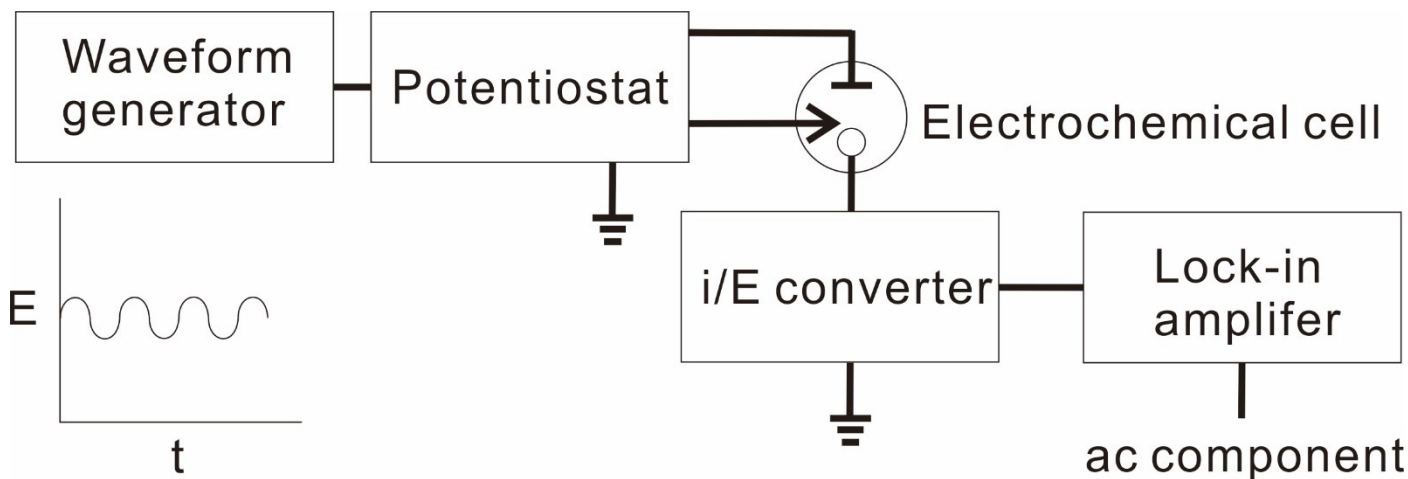 Waveform
generator
Potentiostat
Electrochemical cell
i/E converter
Lock-in
amplifer
E
t
ac component